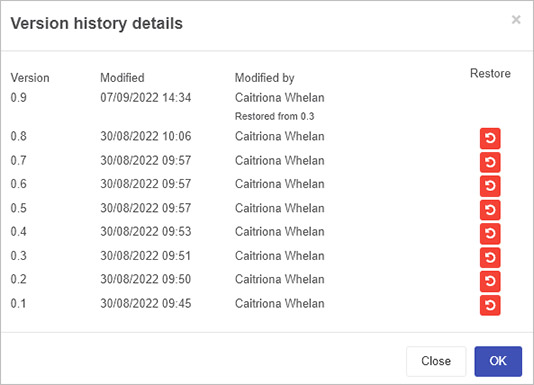 Version history details
×
Version Modified Modified by Restore
0.9 07/09/2022 14:34 Caitriona Whelan
Restored from 0.3
0.8 30/08/2022 10:06 Caitriona Whelan
0.7 30/08/2022 09:57 Caitriona Whelan
0.6 30/08/2022 09:57 Caitriona Whelan
0.5 30/08/2022 09:57 Caitriona Whelan
0.4 30/08/2022 09:53 Caitriona Whelan
0.3 30/08/2022 09:51 Caitriona Whelan
0.2 30/08/2022 09:50 Caitriona Whelan
0.1 30/08/2022 09:45 Caitriona Whelan
Close OK